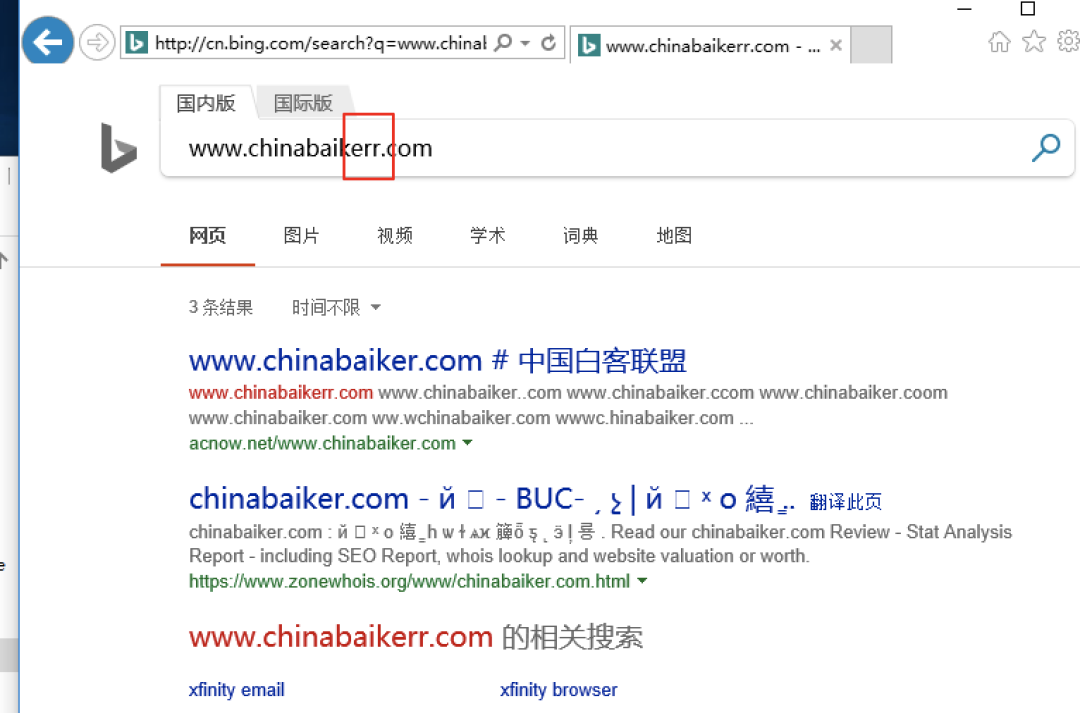 http://cn.bing.com/search?q=www.chinal
www.chinabaikerr.com - ...
国内版 国际版
www.chinabaikerr.com
网页 图片 视频 学术 词典 地图
3 条结果 时间不限
www.chinabaiker.com # 中国白客联盟
www.chinabaikerr.com www.chinabaiker..com www.chinabaiker.ccom www.chinabaiker.coom
www.chinabaiker.com ww.wchinabaiker.com wwwc.hinabaiker.com ...
acnow.net/www.chinabaiker.com
chinabaiker.com - й - BUC- 翻译此页
chinabaiker.com : й . Read our chinabaiker.com Review - Stat Analysis
Report - including SEO Report, whois lookup and website valuation or worth.
https://www.zonewhois.org/www/chinabaiker.com.html
www.chinabaikerr.com 的相关搜索
xfinity email xfinity browser